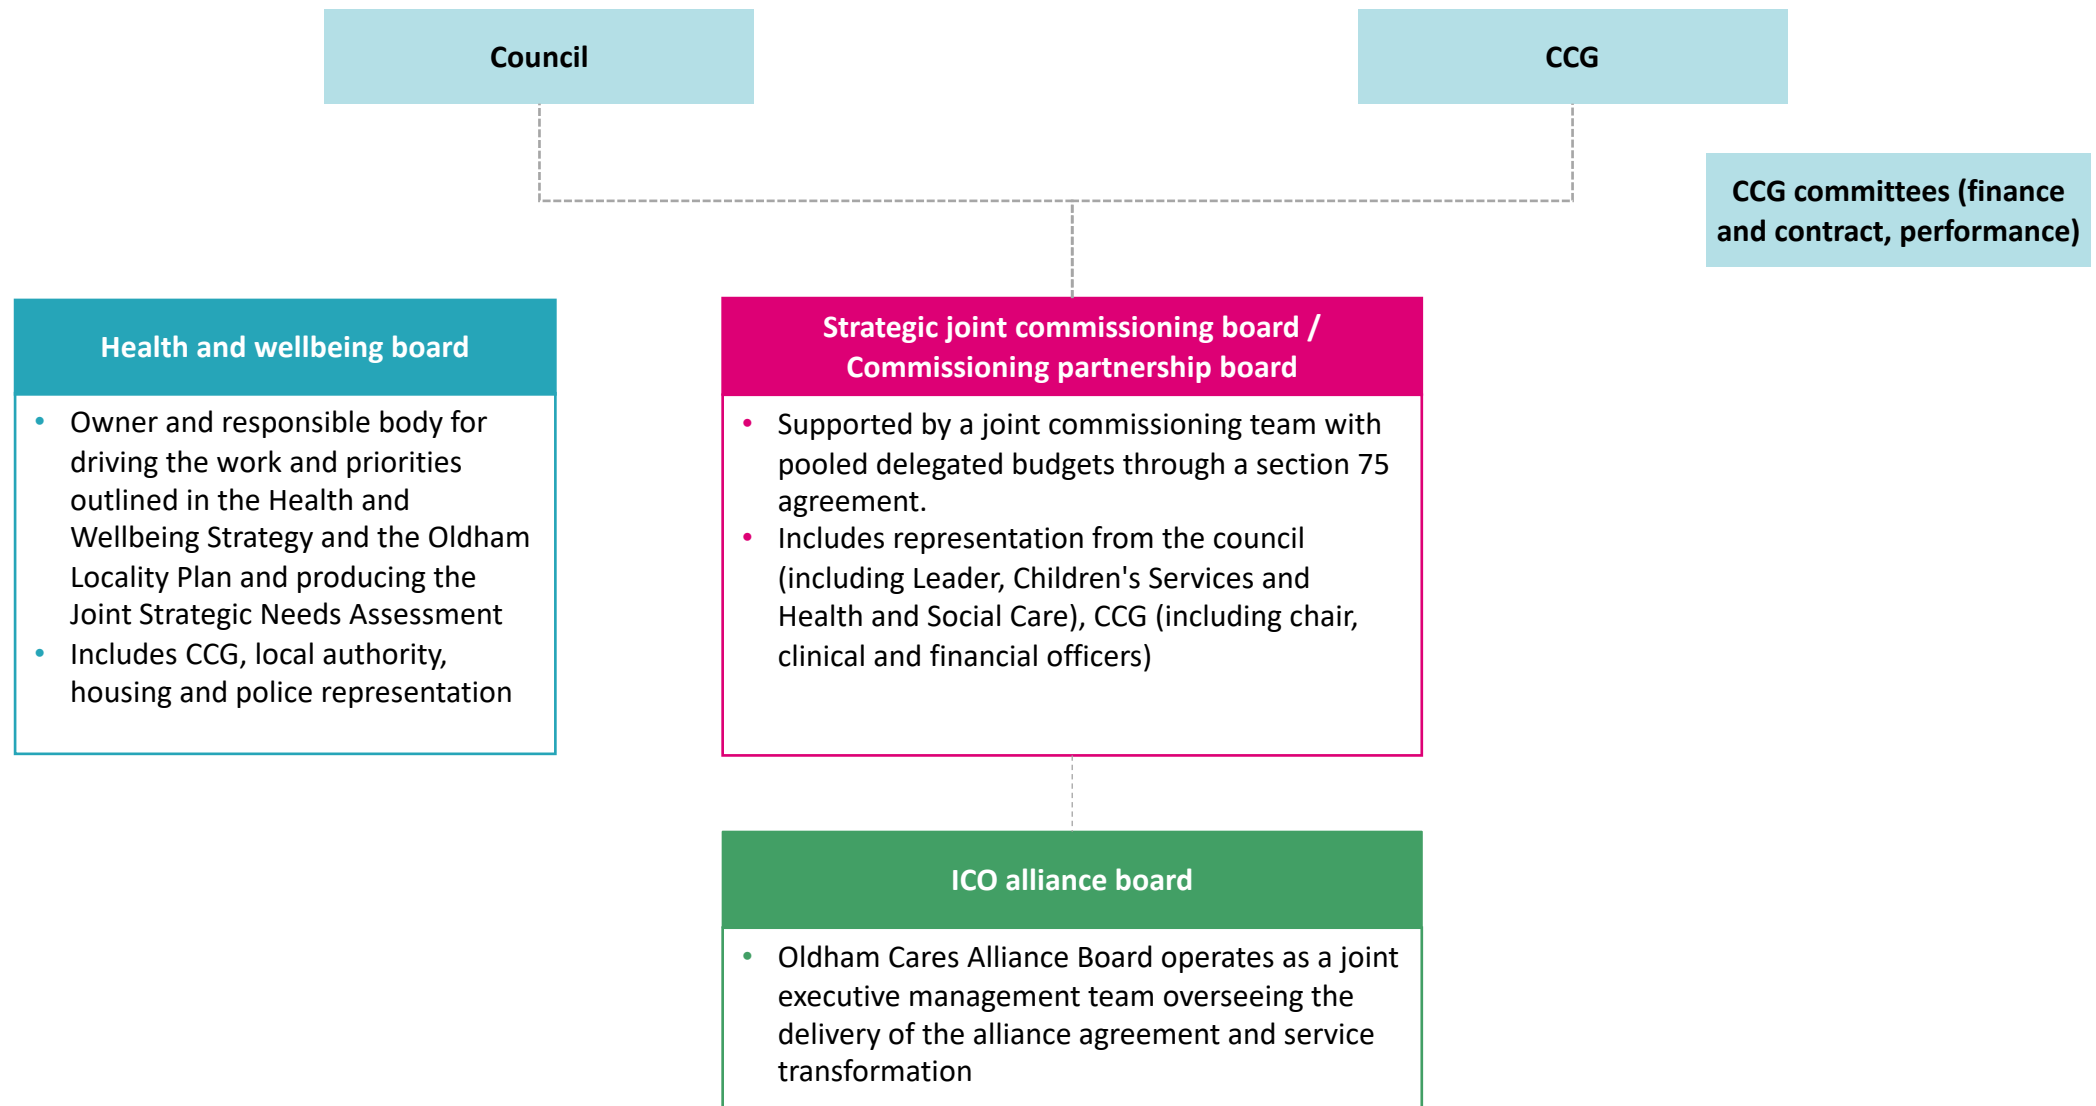 Council
CCG
CCG committees (finance
and contract, performance)
Health and wellbeing board
• Owner and responsible body for
driving the work and priorities
outlined in the Health and
Wellbeing Strategy and the Oldham
Locality Plan and producing the
Joint Strategic Needs Assessment
• Includes CCG, local authority,
housing and police representation
Strategic joint commissioning board /
Commissioning partnership board
• Supported by a joint commissioning team with
pooled delegated budgets through a section 75
agreement.
• Includes representation from the council
(including Leader, Children's Services and
Health and Social Care), CCG (including chair,
clinical and financial officers)
ICO alliance board
• Oldham Cares Alliance Board operates as a joint
executive management team overseeing the
delivery of the alliance agreement and service
transformation